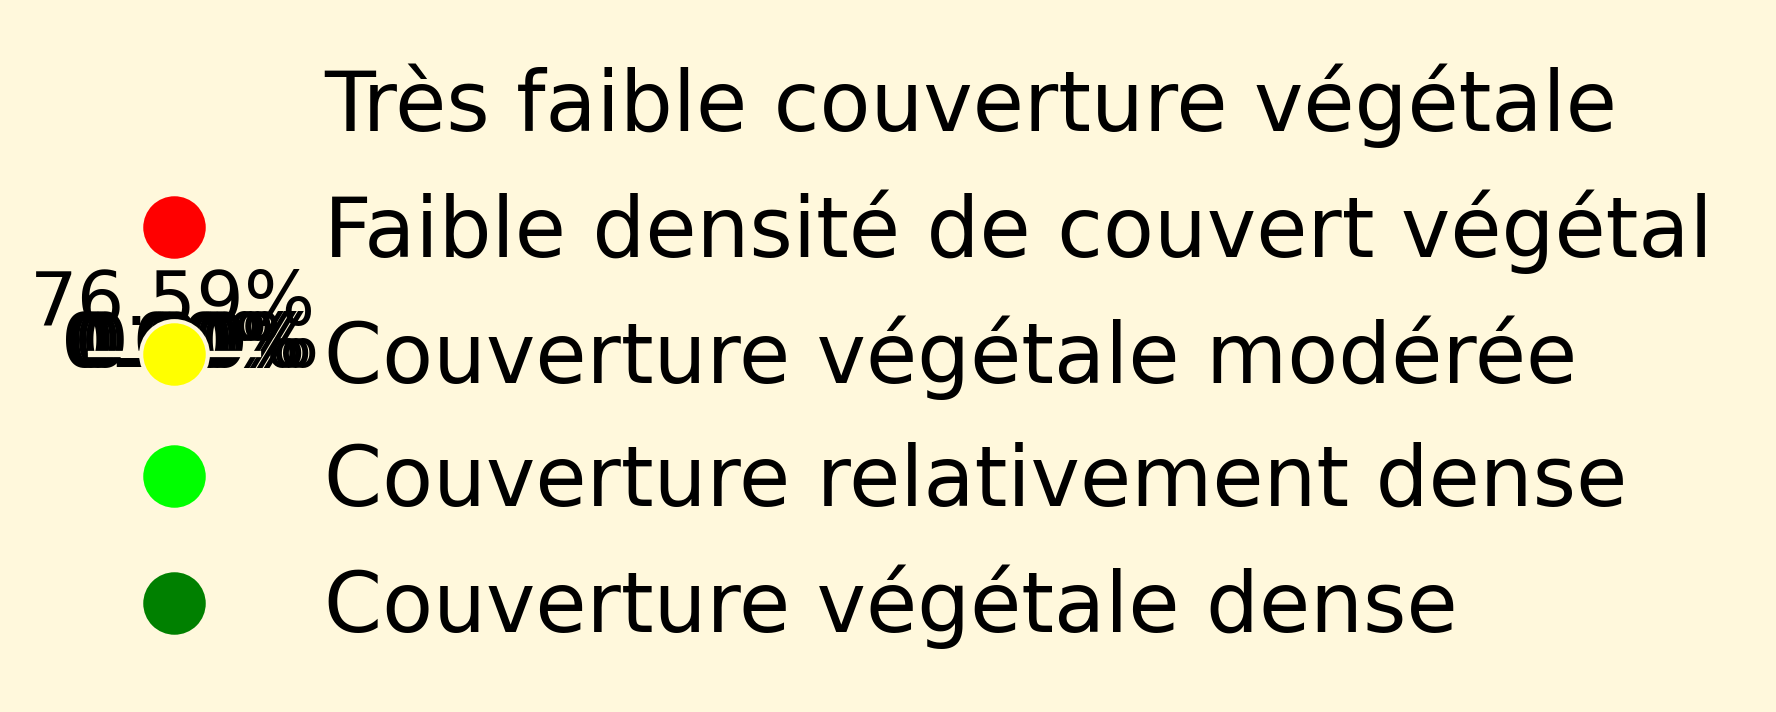 Très faible couverture végétale
Faible densité de couvert végétal
76.59%
Couverture végétale modérée
Couverture relativement dense
Couverture végétale dense